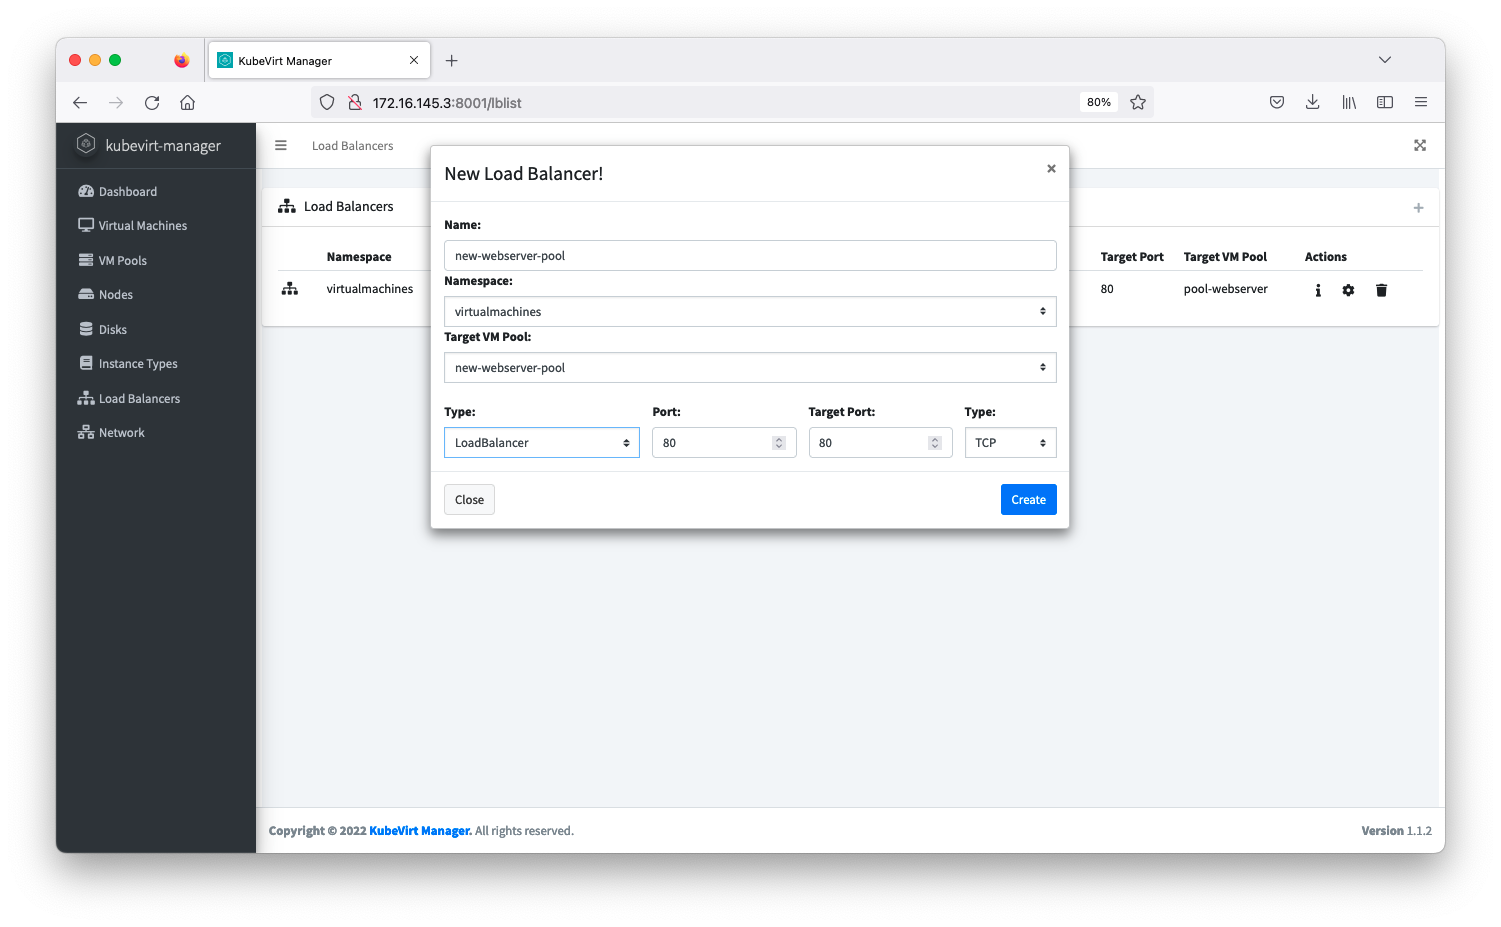 KubeVirt Manager
172.16.145.3:8001/lblist
80%
kubevirt-manager
Load Balancers
Dashboard
Virtual Machines
VM Pools
Nodes
Disks
Instance Types
Load Balancers
Network
Load Balancers
Namespace
Target Port
Target VM Pool
Actions
virtualmachines
80
pool-webserver
New Load Balancer!
×
Name:
new-webserver-pool
Namespace:
virtualmachines
Target VM Pool:
new-webserver-pool
Type:
Port:
Target Port:
Type:
LoadBalancer
80
80
TCP
Close
Create
Copyright © 2022 KubeVirt Manager. All rights reserved.
Version 1.1.2